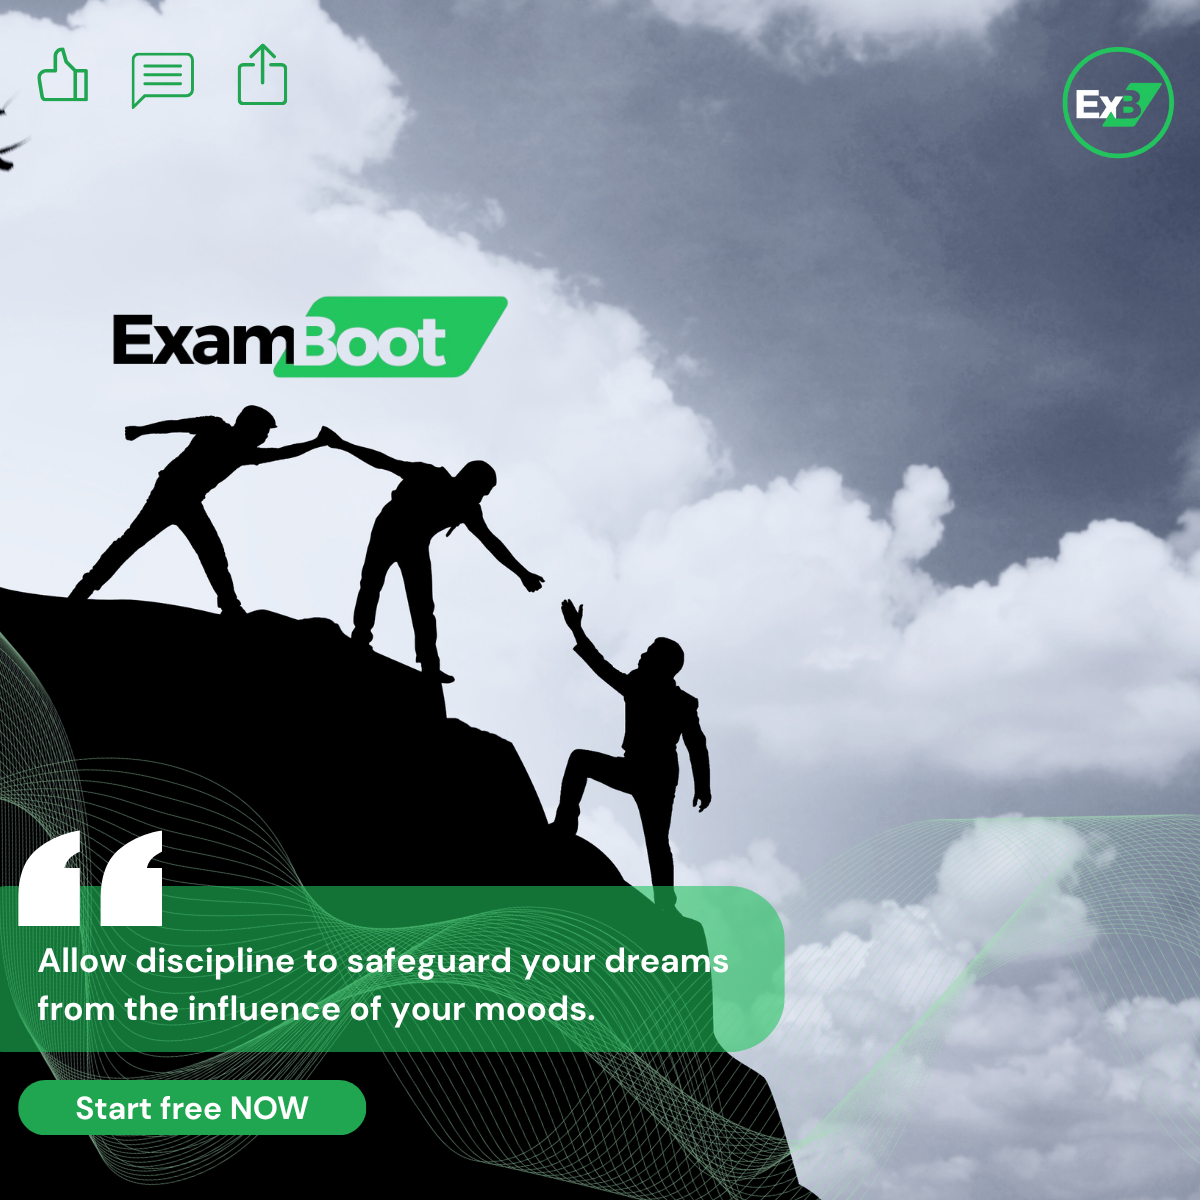 ExB
ExamBoot
Allow discipline to safeguard your dreams
from the influence of your moods.
Start free NOW